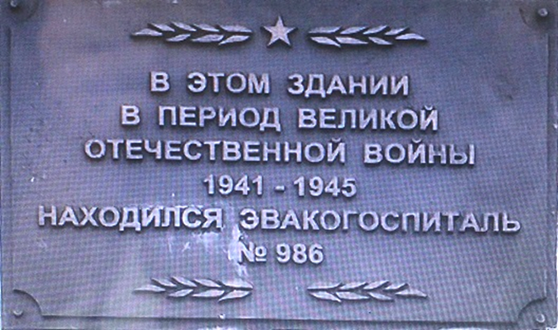 В ЭТОМ ЗДАНИИ
В ПЕРИОД ВЕЛИКОЙ
ОТЕЧЕСТВЕННОЙ ВОЙНЫ
1941 - 1945
НАХОДИЛСЯ ЭВАКОГОСПИТАЛЬ
№ 986